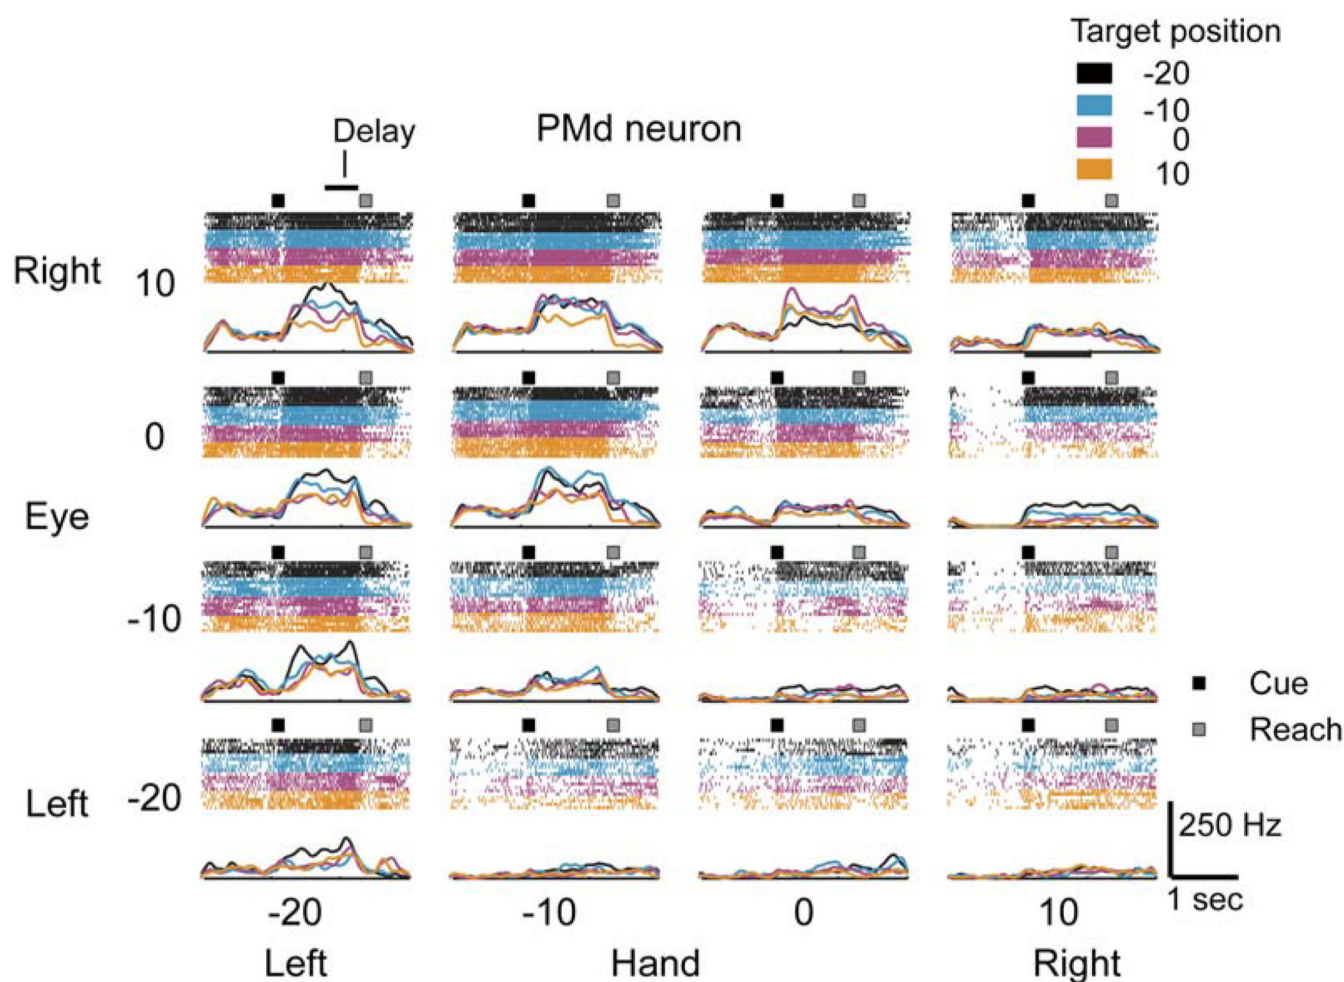 Target position
-20
-10
0
10
Delay
PMd neuron
Right
10
0
Eye
-10
Left
-20
Cue
Reach
250 Hz
1 sec
-20
-10
0
10
Left
Hand
Right